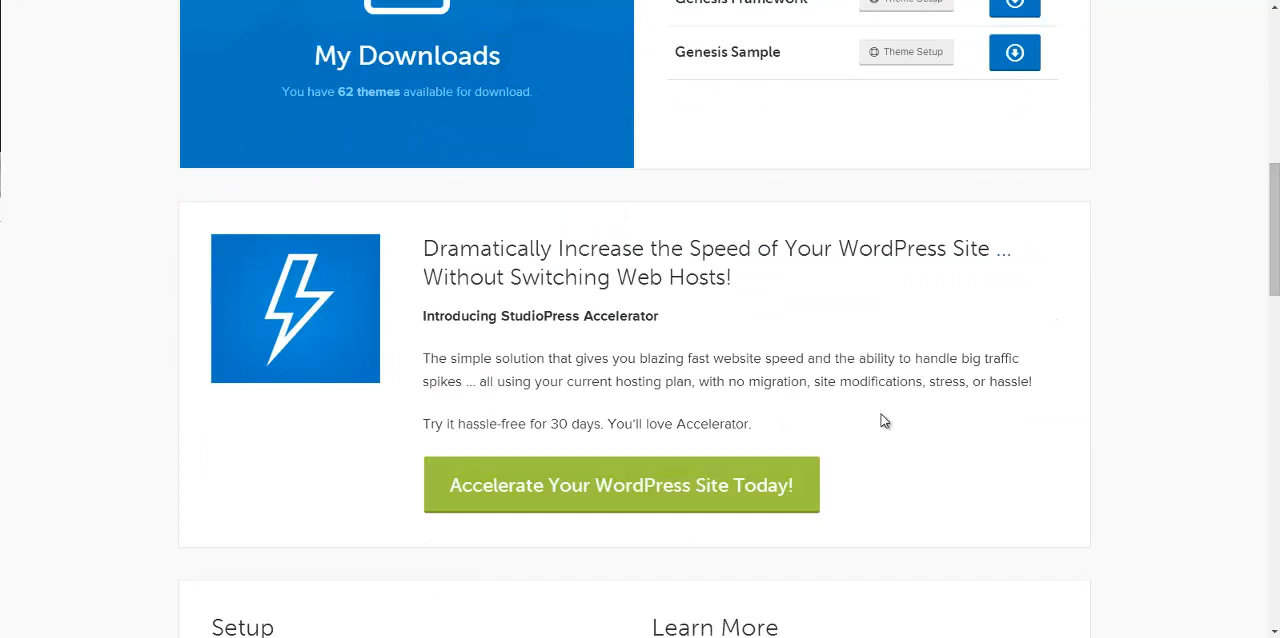 Genesis Framework
Theme Setup
My Downloads
You have 62 themes available for download.
Genesis Sample
Theme Setup
Dramatically Increase the Speed of Your WordPress Site ...
Without Switching Web Hosts!
Introducing StudioPress Accelerator
The simple solution that gives you blazing fast website speed and the ability to handle big traffic
spikes ... all using your current hosting plan, with no migration, site modifications, stress, or hassle!
Try it hassle-free for 30 days. You'll love Accelerator.
Accelerate Your WordPress Site Today!
Setup
Learn More